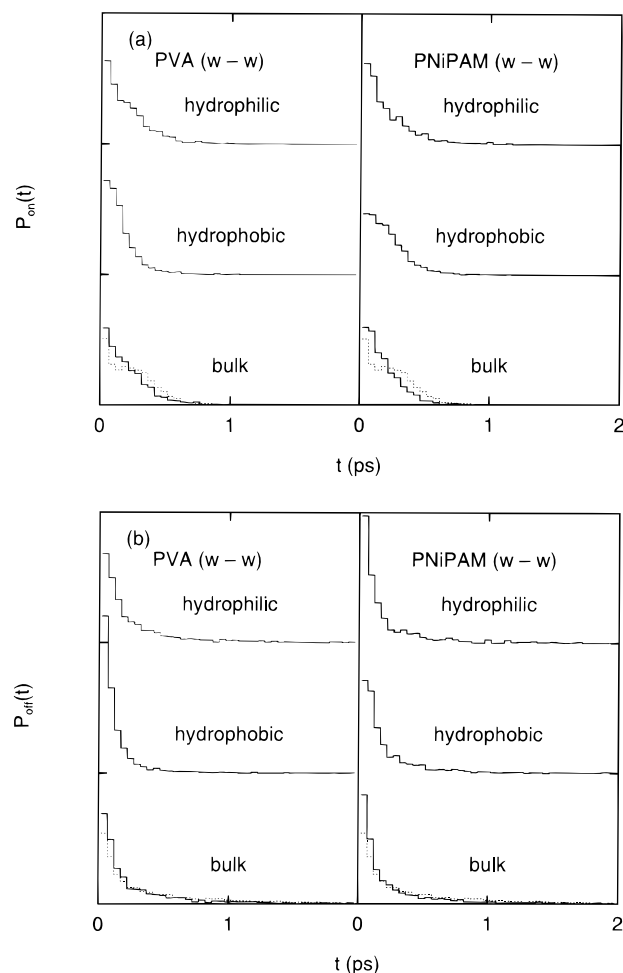 (a)
PVA (w – w)
PNiPAM (w – w)
hydrophilic
hydrophilic
P_on(t)
hydrophobic
hydrophobic
bulk
bulk
0
1
0
1
2
t (ps)
(b)
PVA (w – w)
PNiPAM (w – w)
hydrophilic
hydrophilic
P_off(t)
hydrophobic
hydrophobic
bulk
bulk
0
1
0
1
2
t (ps)